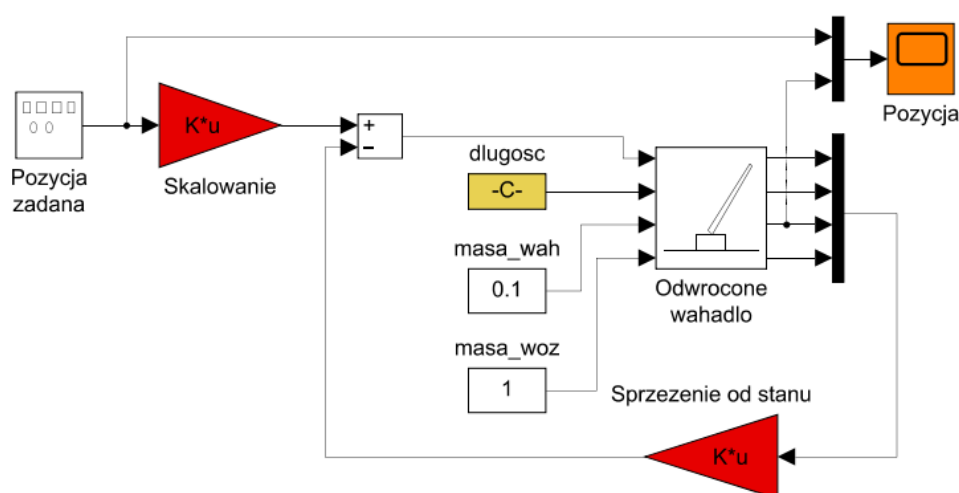 Pozycja
zadana
K*u
Skalowanie
+
−
dlugosc
-C-
masa_wah
0.1
masa_woz
1
Odwrocone
wahadlo
Pozycja
Sprzezenie od stanu
K*u